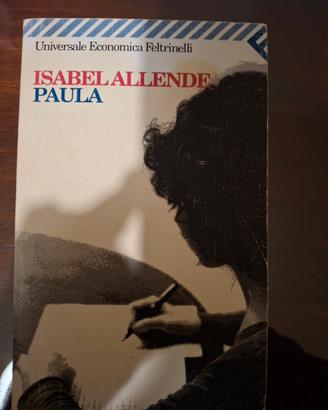 Universale Economica Feltrinelli
ISABEL ALLENDE
PAULA